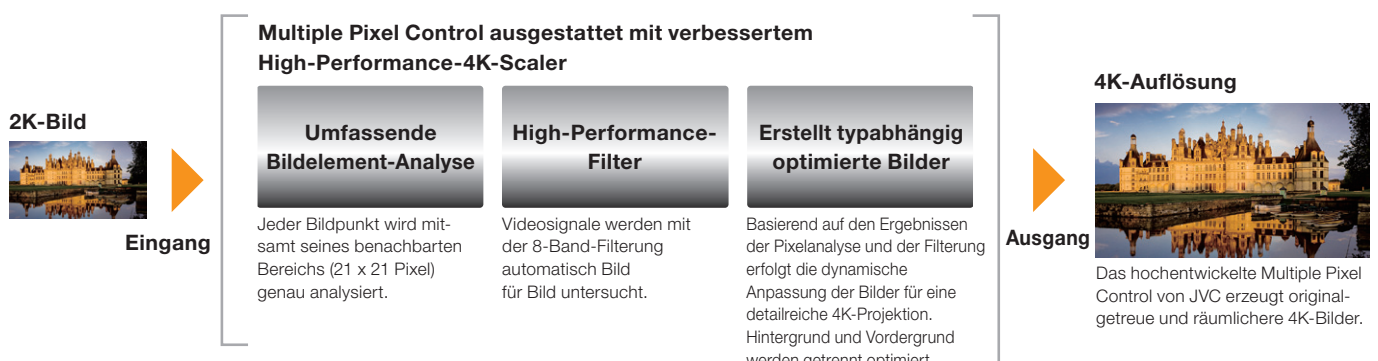 Multiple Pixel Control ausgestattet mit verbessertem
High-Performance-4K-Scaler
2K-Bild
Eingang
Umfassende
Bildelement-Analyse
Jeder Bildpunkt wird mit-
samt seines benachbarten
Bereichs (21 x 21 Pixel)
genau analysiert.
High-Performance-
Filter
Videosignale werden mit
der 8-Band-Filterung
automatisch Bild
für Bild untersucht.
Erstellt typabhängig
optimierte Bilder
Basierend auf den Ergebnissen
der Pixelanalyse und der Filterung
erfolgt die dynamische
Anpassung der Bilder für eine
detailreiche 4K-Projektion.
Hintergrund und Vordergrund
werden getrennt optimiert
Ausgang
4K-Auflösung
Das hochentwickelte Multiple Pixel
Control von JVC erzeugt original-
getreue und räumlichere 4K-Bilder.